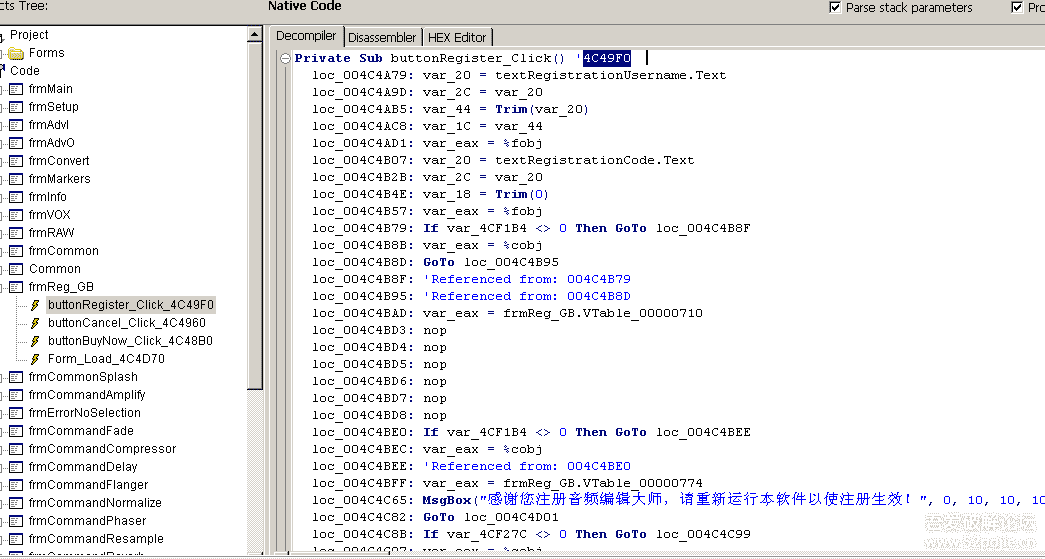 cts Tree:
Native Code
Parse stack parameters
Pro
Project
Forms
Code
frmMain
frmSetup
frmAdvI
frmAdvO
frmConvert
frmMarkers
frmInfo
frmVOX
frmRAW
frmCommon
Common
frmReg_GB
buttonRegister_Click_4C49F0
buttonCancel_Click_4C4960
buttonBuyNow_Click_4C48B0
Form_Load_4C4D70
frmCommonSplash
frmCommandAmplify
frmErrorNoSelection
frmCommandFade
frmCommandCompressor
frmCommandDelay
frmCommandFlanger
frmCommandNormalize
frmCommandPhaser
frmCommandResample
frmCommandReverb
Decompiler Disassembler HEX Editor
Private Sub buttonRegister_Click() '4C49F0
loc_004C4A79: var_20 = textRegistrationUsername.Text
loc_004C4A9D: var_2C = var_20
loc_004C4AB5: var_44 = Trim(var_20)
loc_004C4AC8: var_1C = var_44
loc_004C4AD1: var_eax = %fobj
loc_004C4B07: var_20 = textRegistrationCode.Text
loc_004C4B2B: var_2C = var_20
loc_004C4B4E: var_18 = Trim(0)
loc_004C4B57: var_eax = %fobj
loc_004C4B79: If var_4CF1B4 <> 0 Then GoTo loc_004C4B8F
loc_004C4B8B: var_eax = %cobj
loc_004C4B8D: GoTo loc_004C4B95
loc_004C4B8F: 'Referenced from: 004C4B79
loc_004C4B95: 'Referenced from: 004C4B8D
loc_004C4BAD: var_eax = frmReg_GB.VTable_00000710
loc_004C4BD3: nop
loc_004C4BD4: nop
loc_004C4BD5: nop
loc_004C4BD6: nop
loc_004C4BD7: nop
loc_004C4BD8: nop
loc_004C4BE0: If var_4CF1B4 <> 0 Then GoTo loc_004C4BEE
loc_004C4BEC: var_eax = %cobj
loc_004C4BEE: 'Referenced from: 004C4BE0
loc_004C4BFF: var_eax = frmReg_GB.VTable_00000774
loc_004C4C65: MsgBox("感谢您注册音频编辑大师，请重新运行本软件以使注册生效！", 0, 10, 10, 10
loc_004C4C82: GoTo loc_004C4D01
loc_004C4C8B: If var_4CF27C <> 0 Then GoTo loc_004C4C99
loc_004C4C97: var_eax = %cobj
吾爱破解论坛
www.52pojie.cn